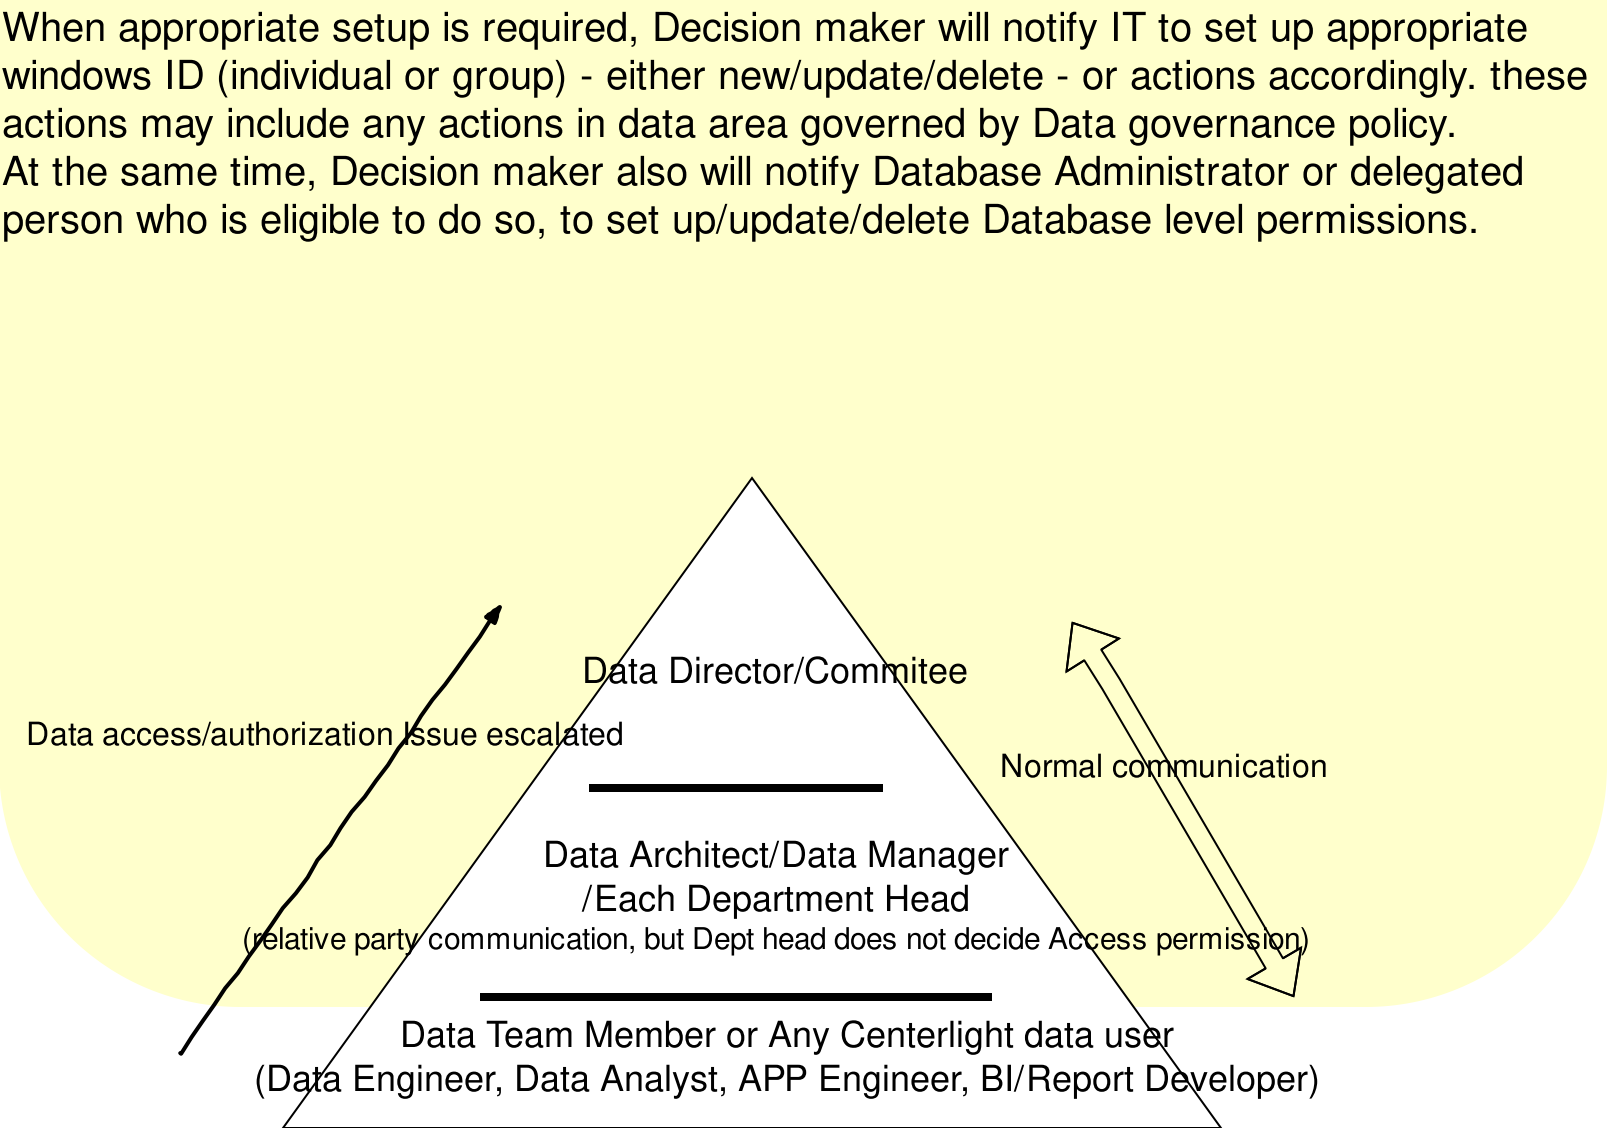 When appropriate setup is required, Decision maker will notify IT to set up appropriate
windows ID (individual or group) - either new/update/delete - or actions accordingly. these
actions may include any actions in data area governed by Data governance policy.
At the same time, Decision maker also will notify Database Administrator or delegated
person who is eligible to do so, to set up/update/delete Database level permissions.
Data Director/Commitee
Data access/authorization Issue escalated
Normal communication
Data Architect/Data Manager
/Each Department Head
(relative party communication, but Dept head does not decide Access permission)
Data Team Member or Any Centerlight data user
(Data Engineer, Data Analyst, APP Engineer, BI/Report Developer)